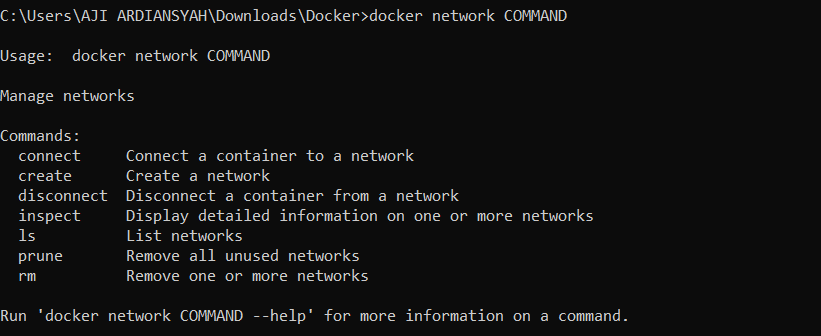 C:\Users\AJI ARDIANSYAH\Downloads\Docker>docker network COMMAND
Usage:  docker network COMMAND
Manage networks
Commands:
  connect     Connect a container to a network
  create      Create a network
  disconnect  Disconnect a container from a network
  inspect     Display detailed information on one or more networks
  ls          List networks
  prune       Remove all unused networks
  rm          Remove one or more networks
Run 'docker network COMMAND --help' for more information on a command.